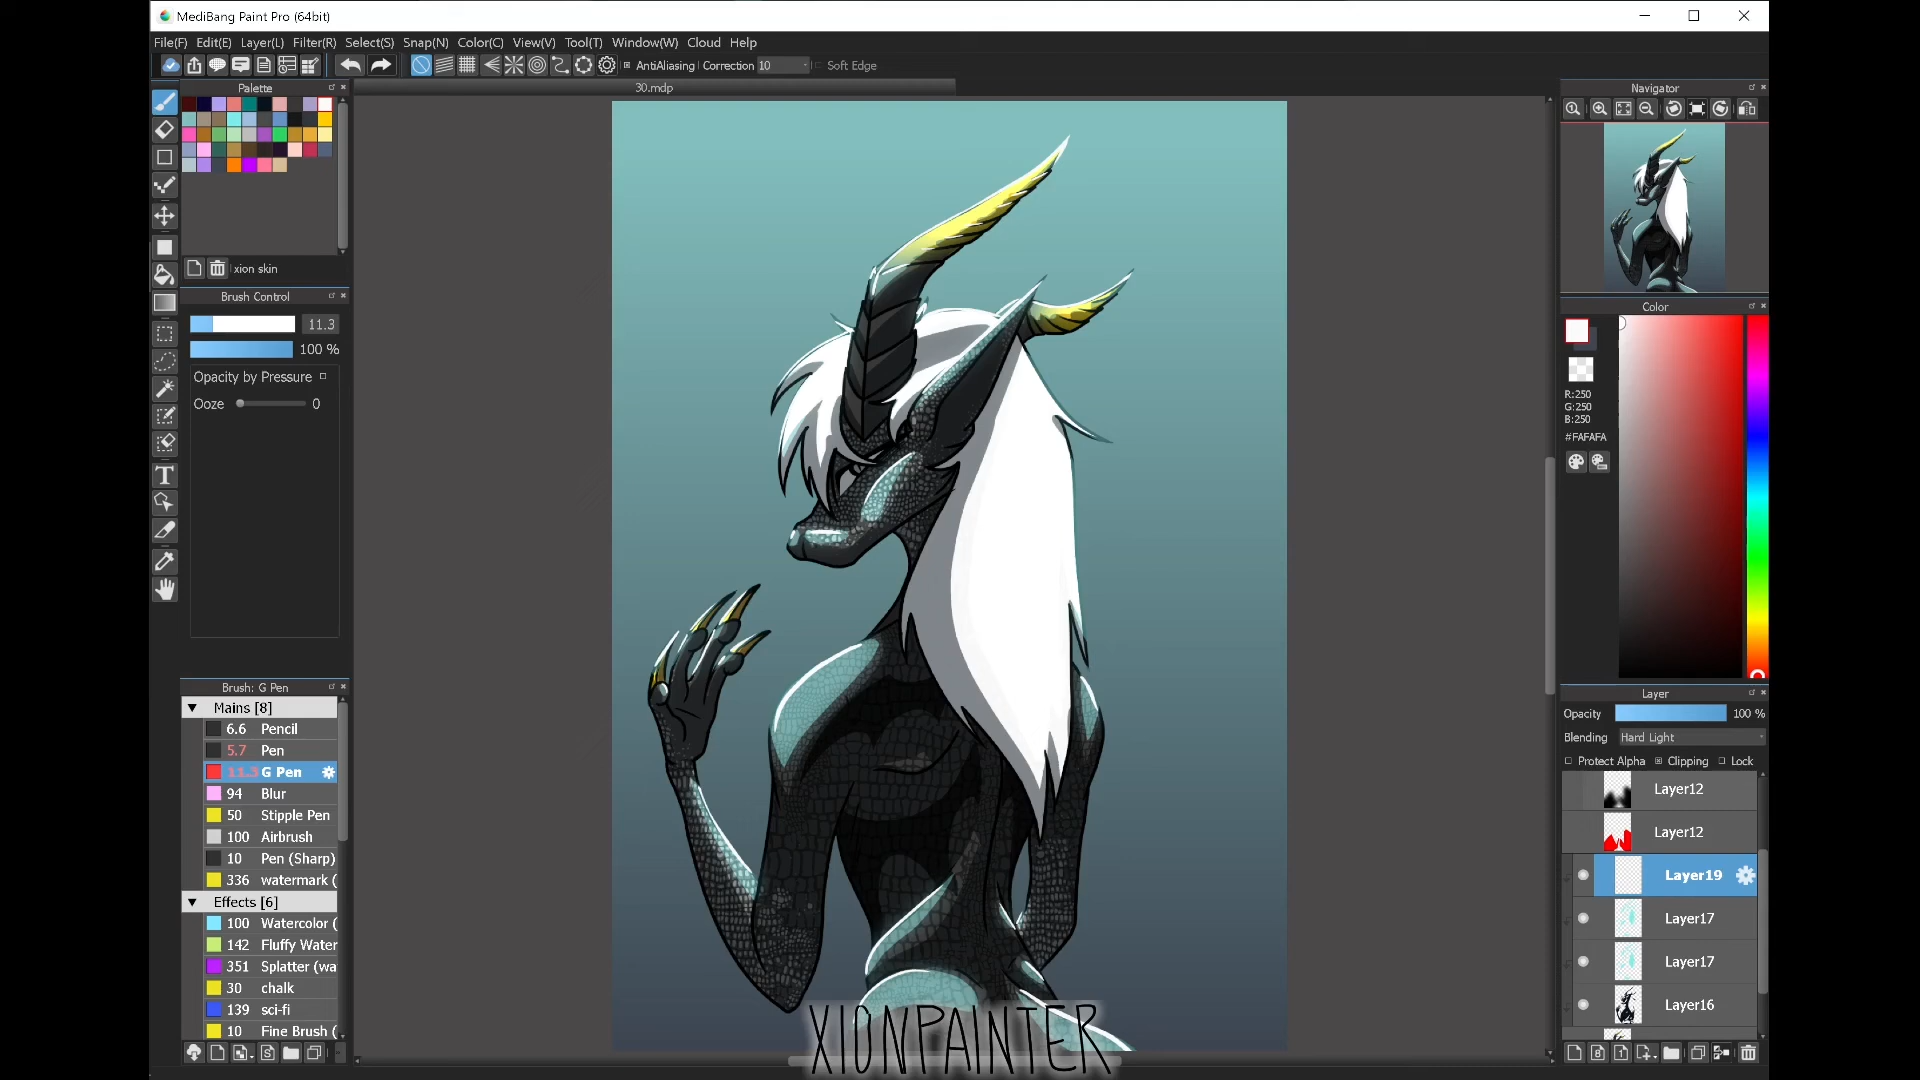 MediBang Paint Pro (64bit)
File(F) Edit(E) Layer(L) Filter(R) Select(S) Snap(N) Color(C) View(V) Tool(T) Window(W) Cloud Help
AntiAliasing Correction 10 Soft Edge
Palette
30.mdp
Navigator
xion skin
Brush Control
11.3
100 %
Opacity by Pressure
Ooze 0
Color
R:250
G:250
B:250
#FAFAFA
Brush: G Pen
Mains [8]
6.6 Pencil
5.7 Pen
11.3 G Pen
94 Blur
50 Stipple Pen
100 Airbrush
10 Pen (Sharp)
336 watermark (
Effects [6]
100 Watercolor (
142 Fluffy Water
351 Splatter (wa
30 chalk
139 sci-fi
10 Fine Brush (
Layer
Opacity 100 %
Blending Hard Light
Protect Alpha Clipping Lock
Layer12
Layer12
Layer19
Layer17
Layer17
Layer16
XIONPAINTER